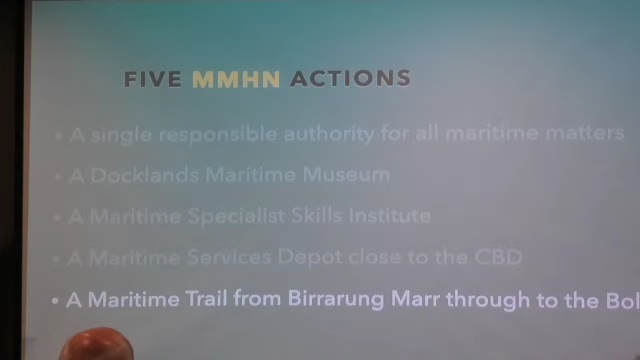 FIVE MMHN ACTIONS
• A single responsible authority for all maritime matters
• A Docklands Maritime Museum
• A Maritime Specialist Skills Institute
• A Maritime Services Depot close to the CBD
• A Maritime Trail from Birrarung Marr through to the Bol